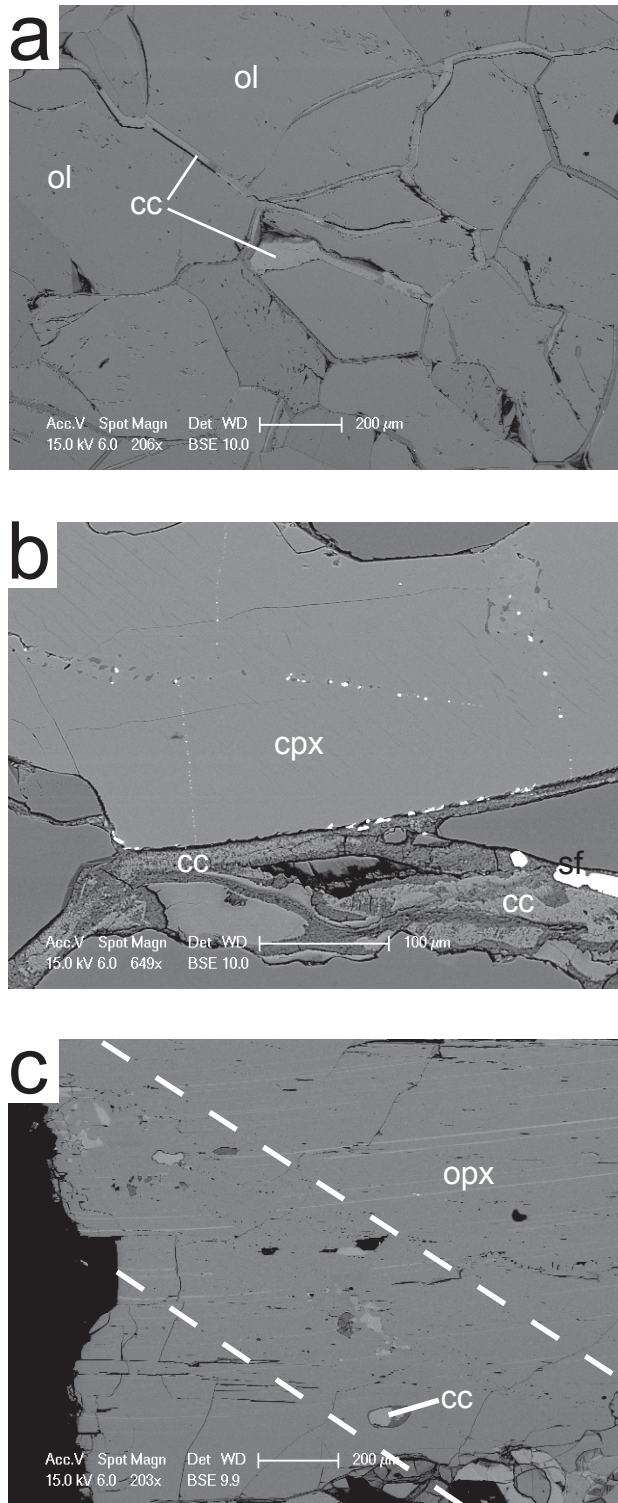 a
ol
ol
cc
Acc.V Spot Magn Det WD 200 µm
15.0 kV 6.0 206x BSE 10.0
b
cpx
cc
sf
cc
Acc.V Spot Magn Det WD 100 µm
15.0 kV 6.0 649x BSE 10.0
c
opx
cc
Acc.V Spot Magn Det WD 200 µm
15.0 kV 6.0 203x BSE 9.9